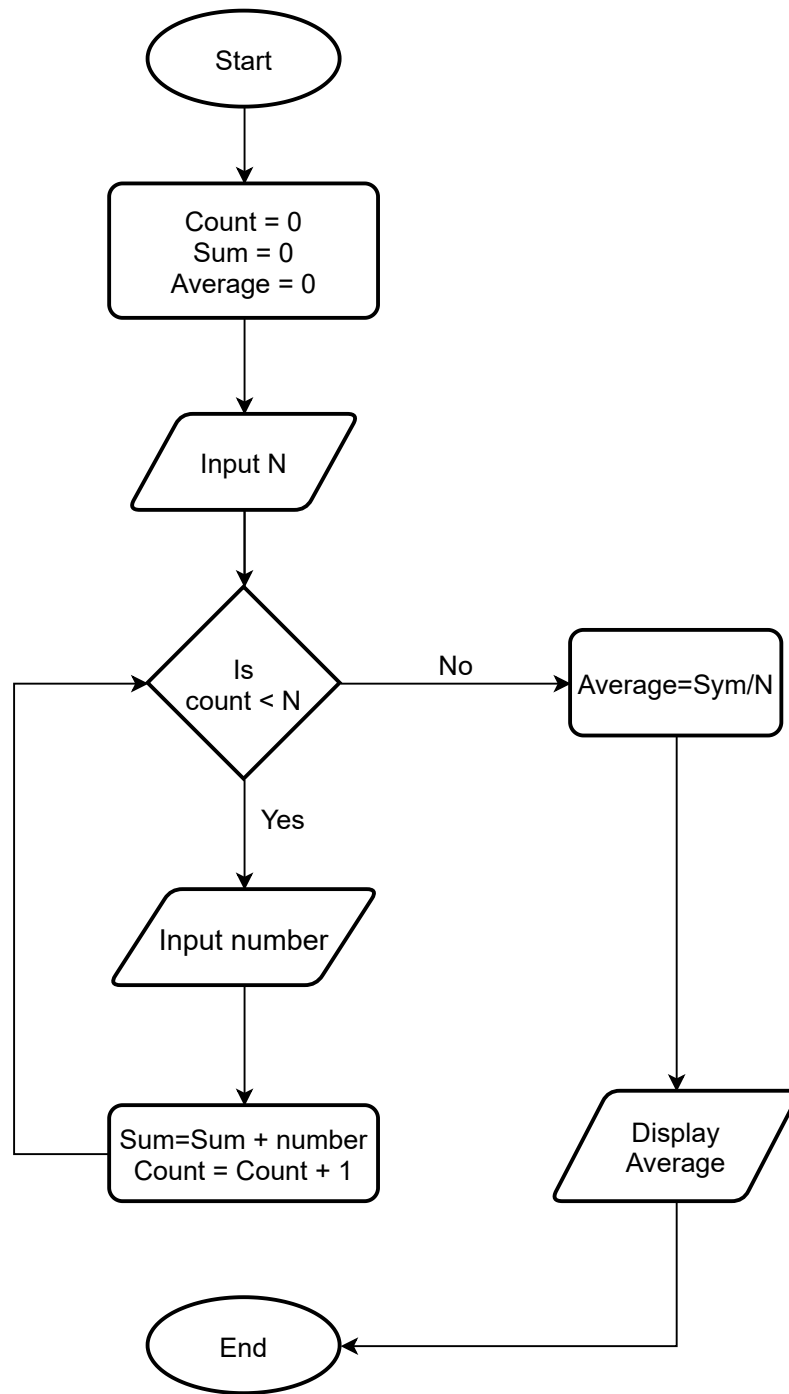 Start
Count = 0
Sum = 0
Average = 0
Input N
Is
count < N
No
Average=Sym/N
Yes
Input number
Sum=Sum + number
Count = Count + 1
Display
Average
End